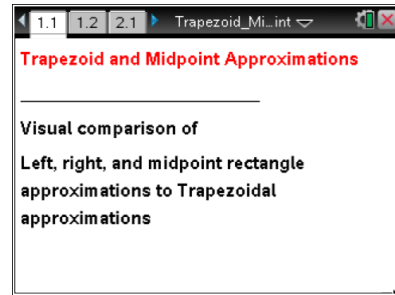 1.1 1.2 2.1 Trapezoid_Mi...int
Trapezoid and Midpoint Approximations
Visual comparison of
Left, right, and midpoint rectangle
approximations to Trapezoidal
approximations